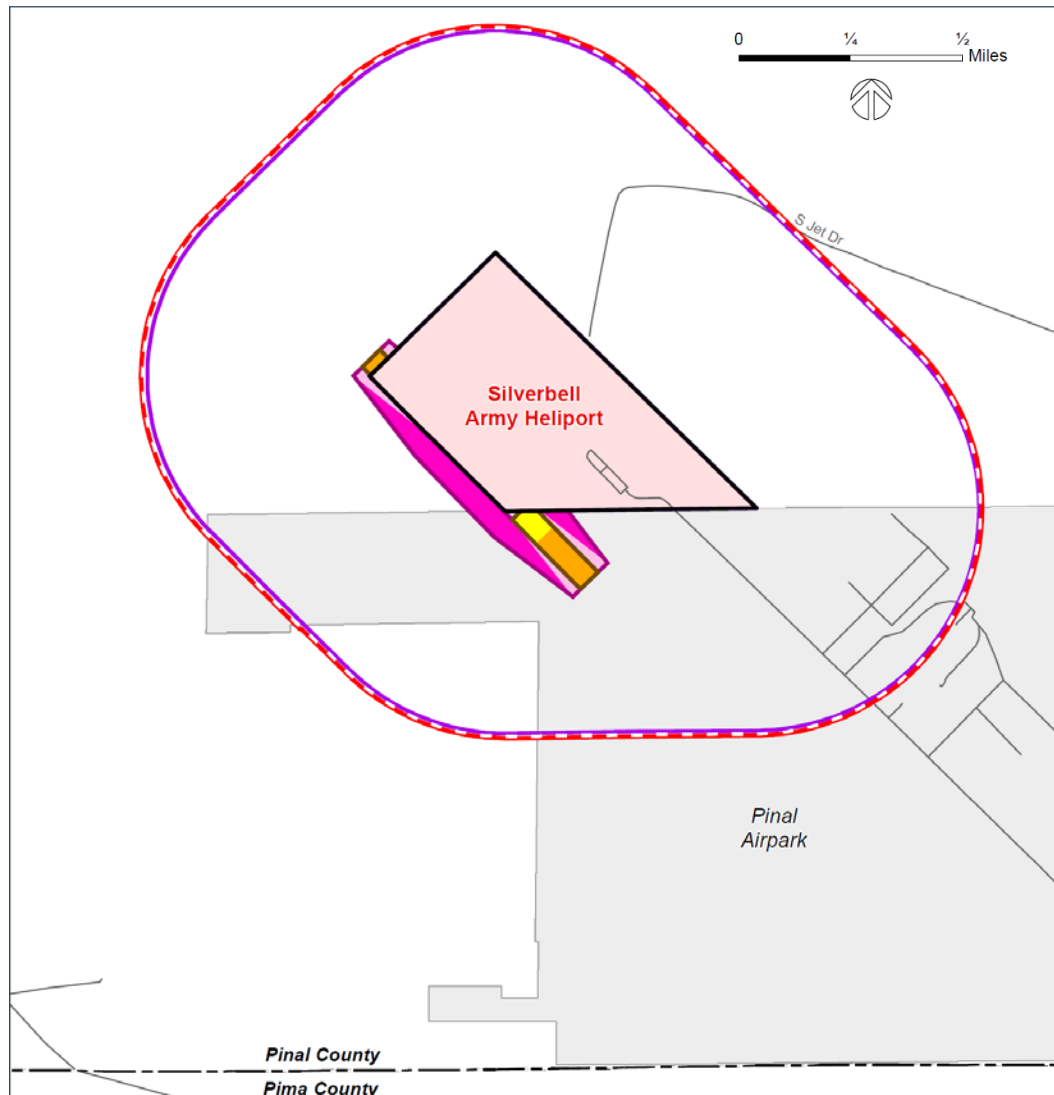 0 ¼ ½
Miles
S Jet Dr
Silverbell
Army Heliport
Pinal
Airpark
Pinal County
Pima County